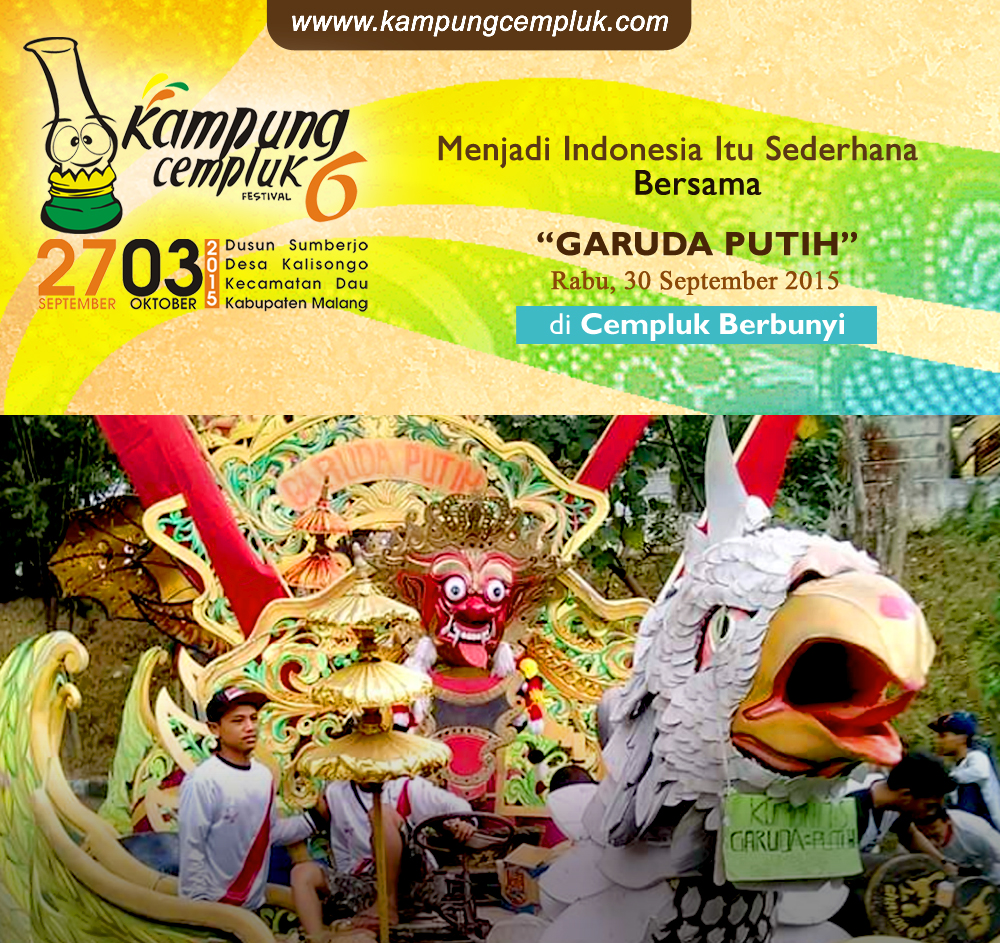 www.kampungcempluk.com
Kampung
cempluk
FESTIVAL
6
27 03
SEPTEMBER OKTOBER
2015
Dusun Sumberjo
Desa Kalisongo
Kecamatan Dau
Kabupaten Malang
Menjadi Indonesia Itu Sederhana
Bersama
“GARUDA PUTIH”
Rabu, 30 September 2015
di Cempluk Berbunyi
GARUDA PUTIH
GARUDA=PUTIH